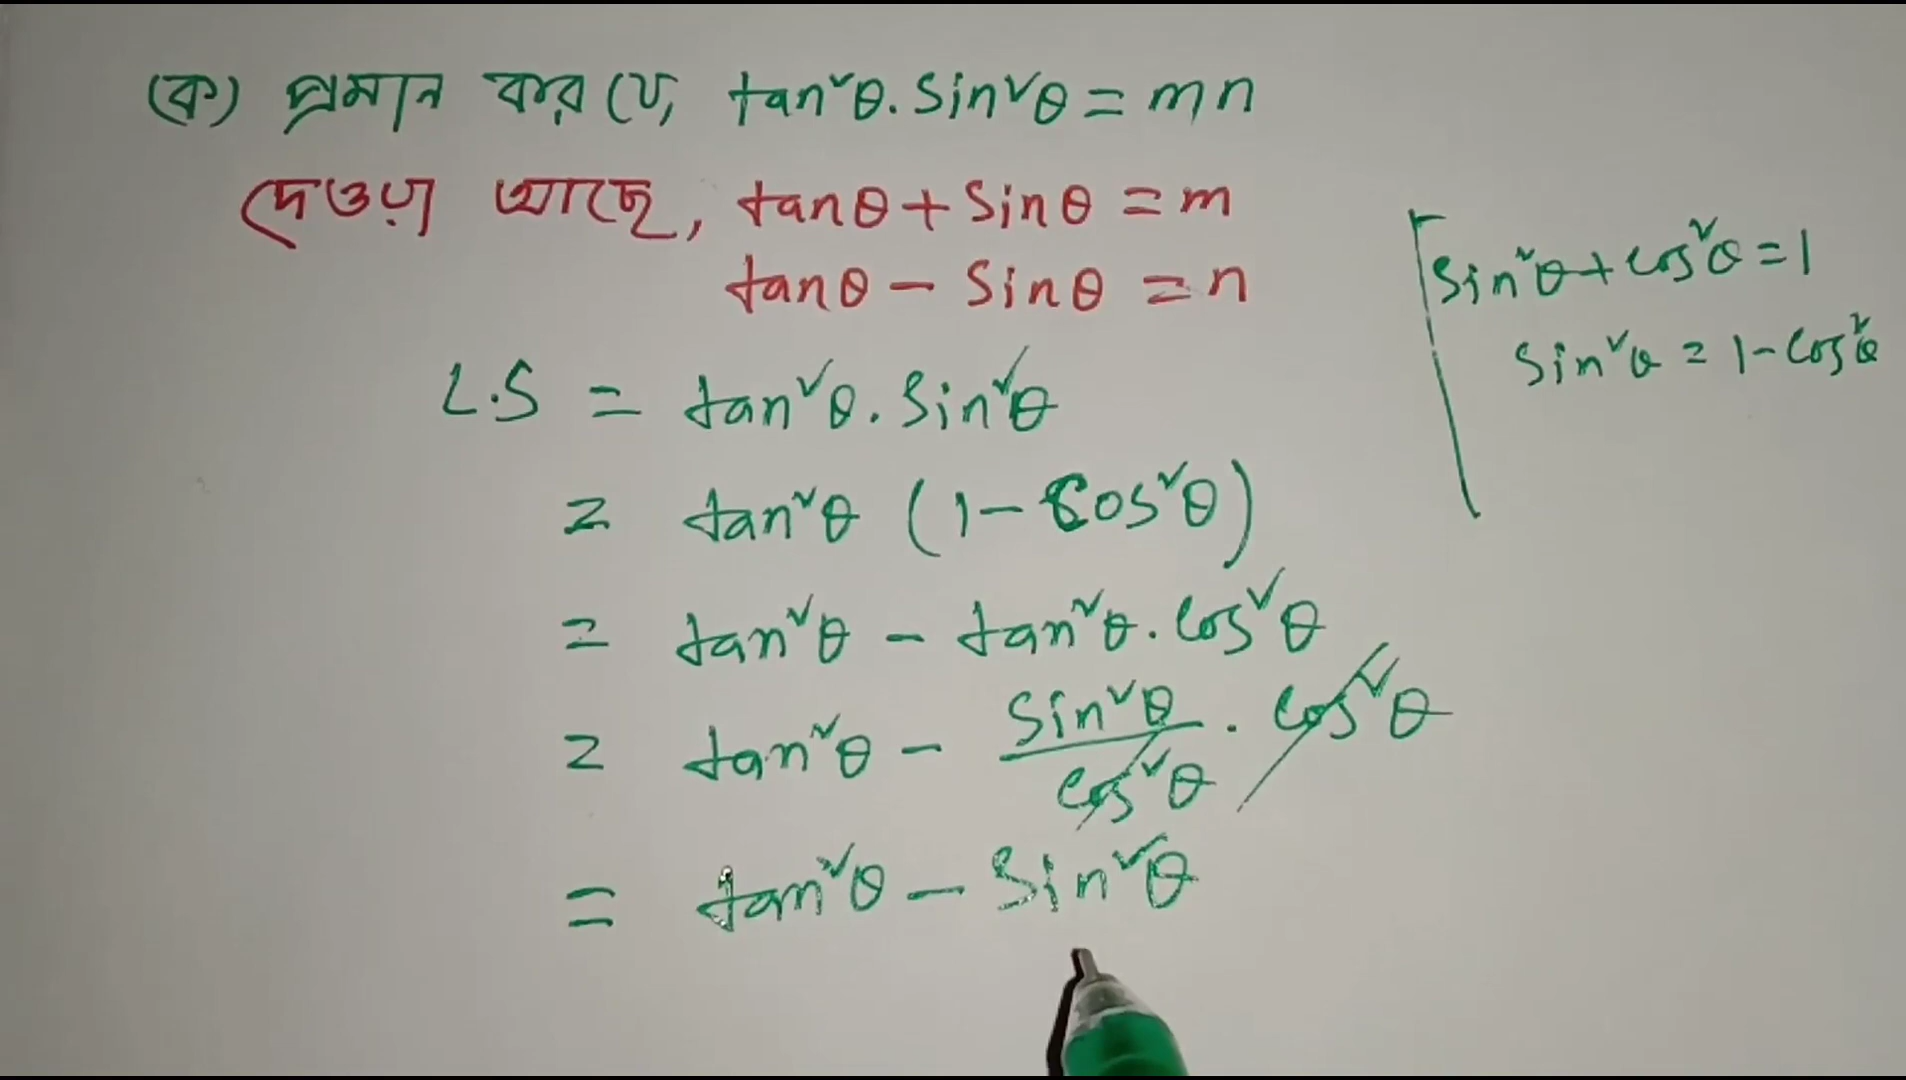 (ক) প্রমান কর যে, tan²θ. Sin²θ = mn
দেওয়া আছে, tanθ + Sinθ = m
tanθ - Sinθ = n
L.S = tan²θ. Sin²θ
= tan²θ (1 - Cos²θ)
= tan²θ - tan²θ. Cos²θ
= tan²θ - Sin²θ/Cos²θ . Cos²θ
= tan²θ - Sin²θ
Sin²θ + Cos²θ = 1
Sin²θ = 1 - Cos²θ